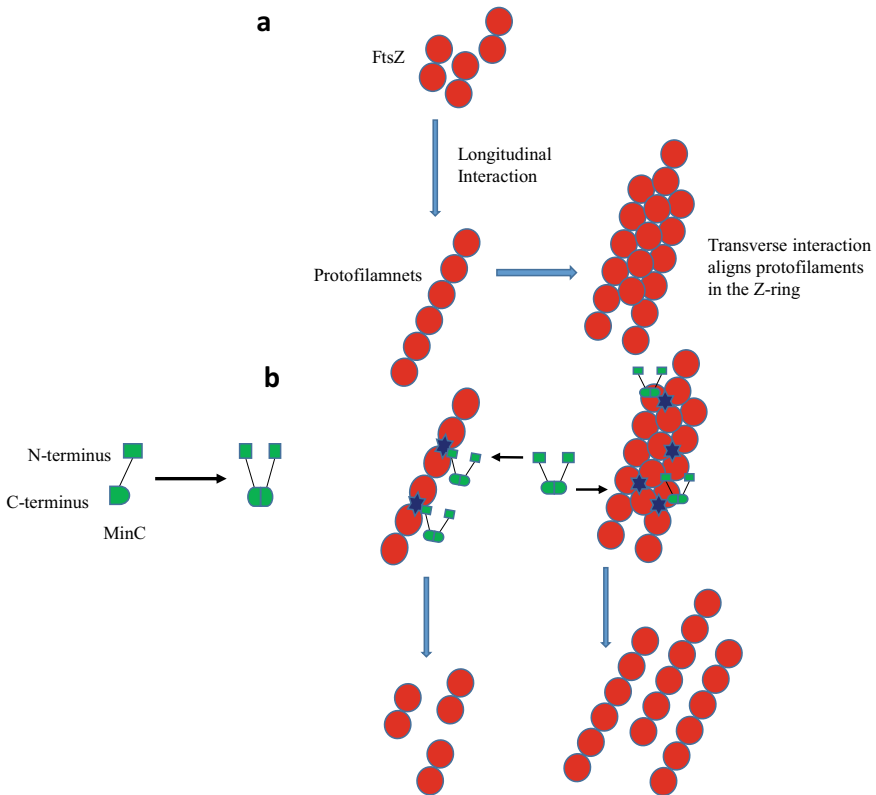 a
FtsZ
Longitudinal
Interaction
Protofilamnets
Transverse interaction
aligns protofilaments
in the Z-ring
b
N-terminus
C-terminus
MinC